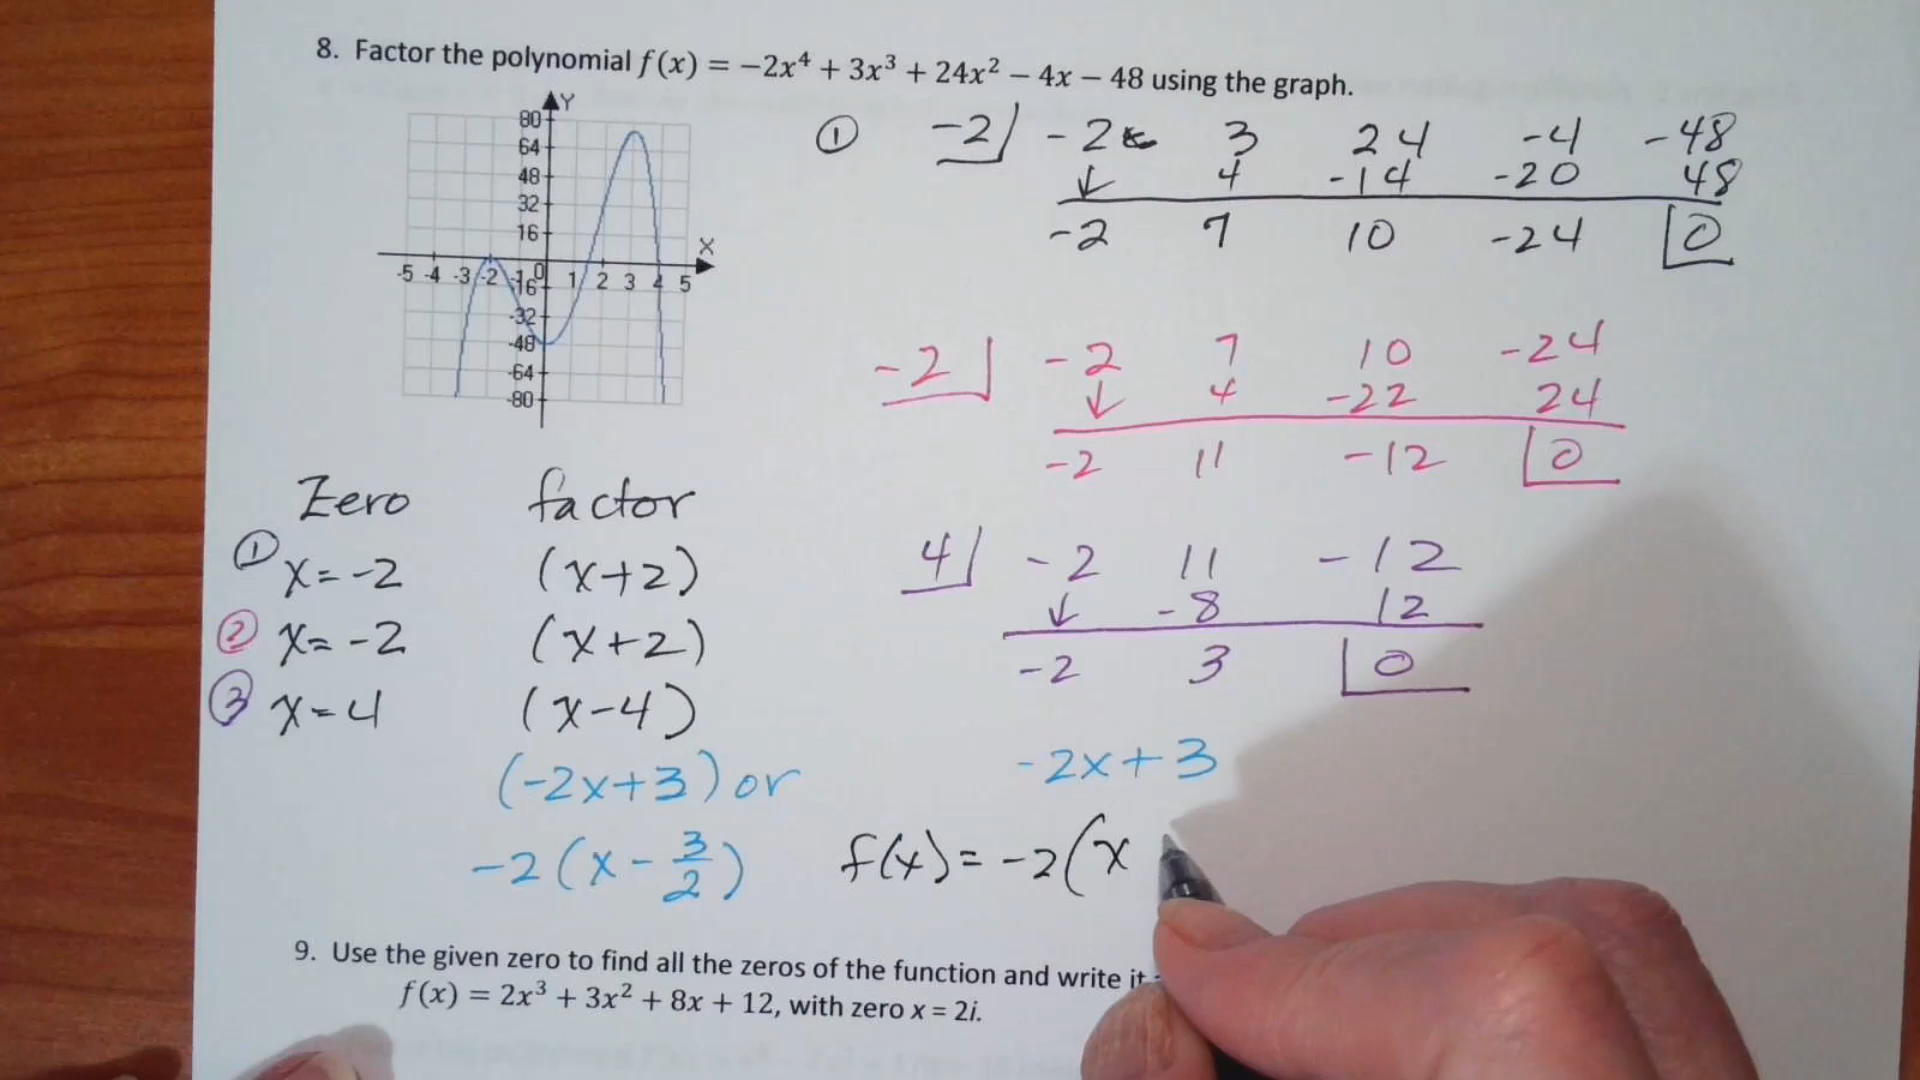 8. Factor the polynomial f(x) = −2x⁴ + 3x³ + 24x² − 4x − 48 using the graph.
Y
80
64
48
32
16
X
-5 -4 -3 -2 -1 0 1 2 3 4 5
-16
-32
-48
-64
-80
① -2 -2 3 24 -4 -48
4 -14 -20 48
-2 7 10 -24 0
-2 -2 7 10 -24
4 -22 24
-2 11 -12 0
4 -2 11 -12
-8 12
-2 3 0
-2x+3
Zero factor
① x=-2 (x+2)
② x=-2 (x+2)
③ x=4 (x-4)
(-2x+3) or
-2(x-3/2)
f(x) = -2(x
9. Use the given zero to find all the zeros of the function and write it
f(x) = 2x³ + 3x² + 8x + 12, with zero x = 2i.